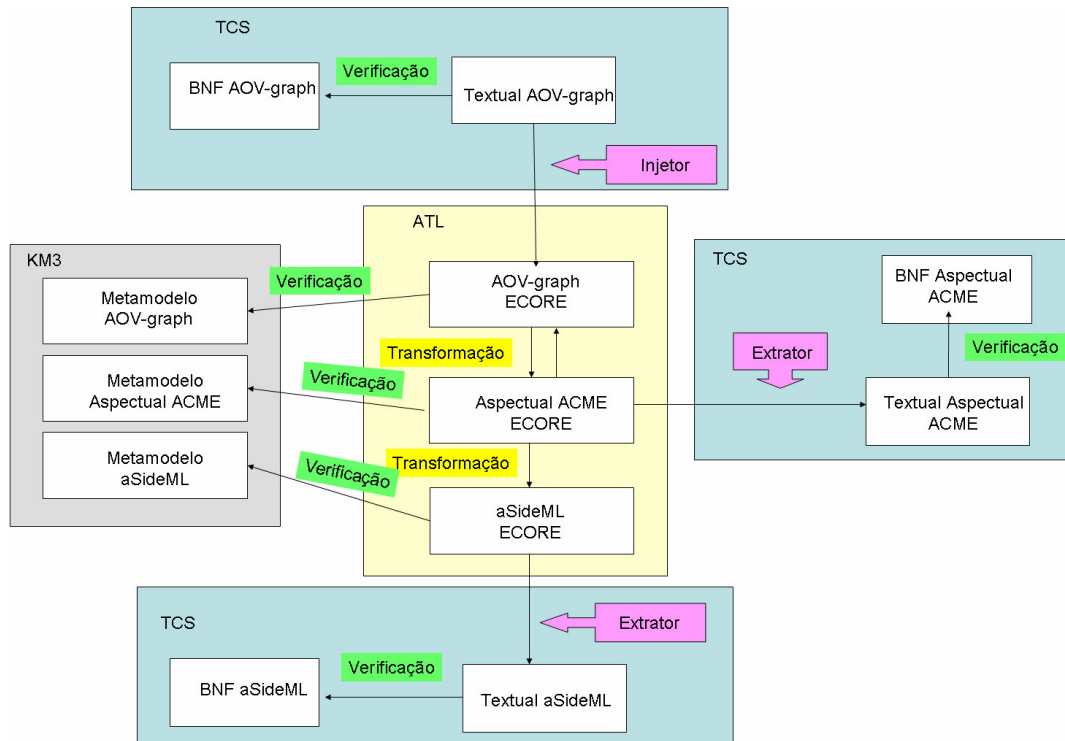 TCS
Verificação
BNF AOV-graph
Textual AOV-graph
Injetor
ATL
KM3
TCS
Verificação
AOV-graph
ECORE
BNF Aspectual
ACME
Metamodelo
AOV-graph
Transformação
Extrator
Verificação
Verificação
Metamodelo
Aspectual ACME
Aspectual ACME
ECORE
Textual Aspectual
ACME
Metamodelo
aSideML
Verificação
Transformação
aSideML
ECORE
TCS
Extrator
Verificação
BNF aSideML
Textual aSideML